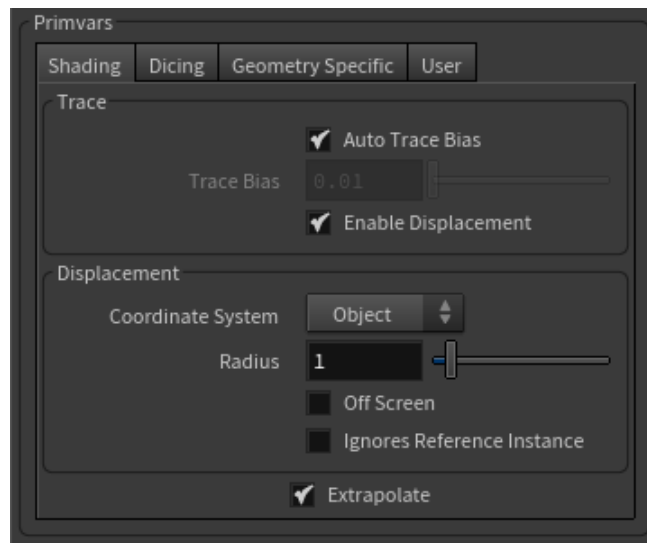 Primvars
Shading Dicing Geometry Specific User
Trace
Auto Trace Bias
Trace Bias 0.01
Enable Displacement
Displacement
Coordinate System Object
Radius 1
Off Screen
Ignores Reference Instance
Extrapolate